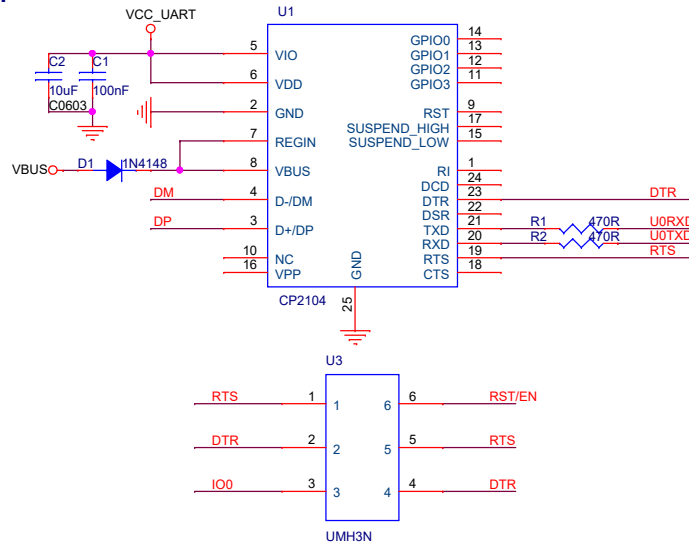 VCC_UART
U1
C2 C1
10uF 100nF
C0603
5 VIO
6 VDD
2 GND
7 REGIN
VBUS D1 1N4148 8 VBUS
DM 4 D-/DM
DP 3 D+/DP
10 NC
16 VPP
GND
25
CP2104
GPIO0 14
GPIO1 13
GPIO2 12
GPIO3 11
RST 9
SUSPEND_HIGH 17
SUSPEND_LOW 15
RI 1
DCD 24
DTR 23 DTR
DSR 22
TXD 21 R1 470R U0RXD
RXD 20 R2 470R U0TXD
RTS 19 RTS
CTS 18
U3
RTS 1 1 6 6 RST/EN
DTR 2 2 5 5 RTS
IO0 3 3 4 4 DTR
UMH3N